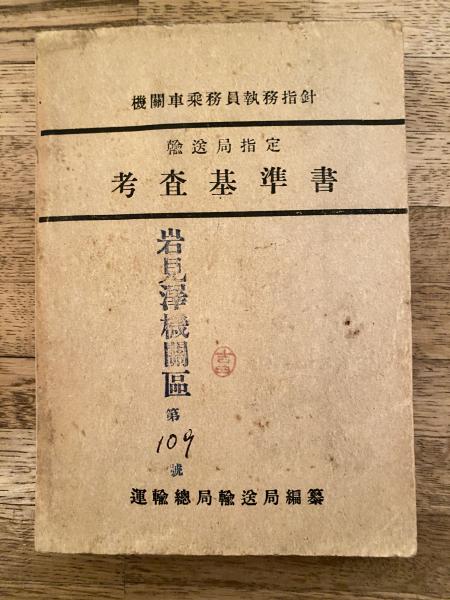 機關車乘務員執務指針
輸送局指定
考査基準書
岩見澤機關區
第
109
號
運輸總局輸送局編纂